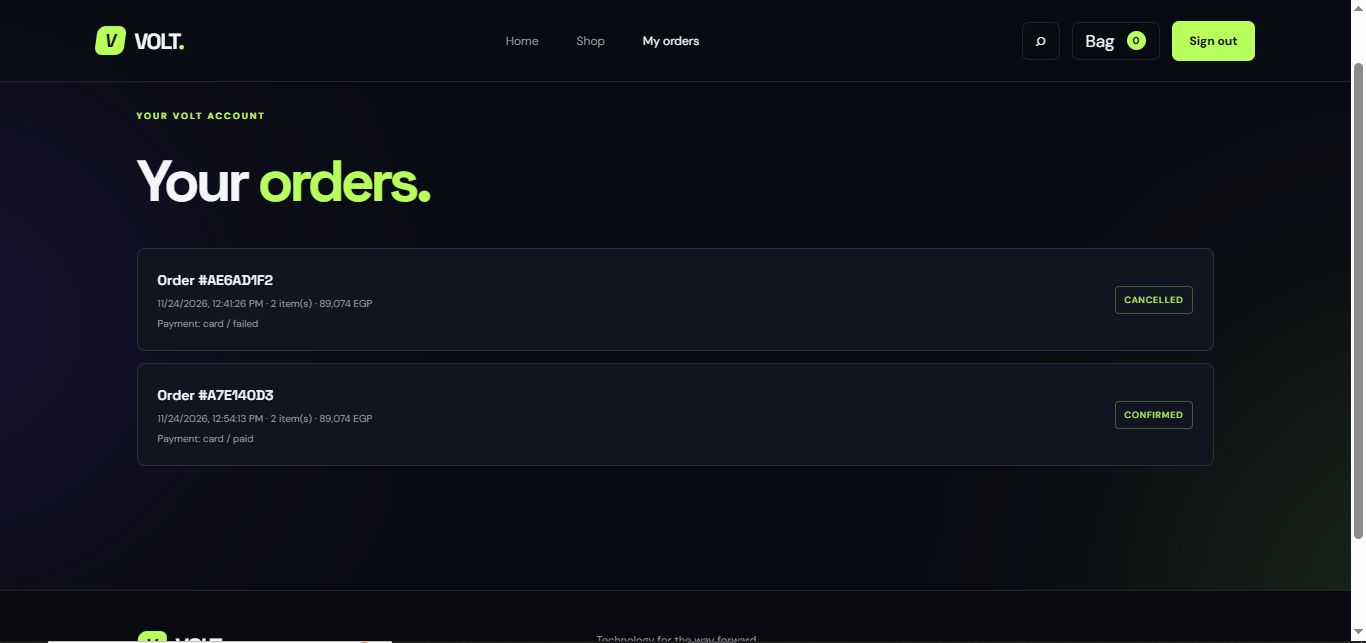 V VOLT.
Home Shop My orders
Bag 0 Sign out
YOUR VOLT ACCOUNT
Your orders.
Order #AE6AD1F2
11/24/2026, 12:41:26 PM · 2 item(s) · 89,074 EGP
Payment: card / failed
CANCELLED
Order #A7E140D3
11/24/2026, 12:54:13 PM · 2 item(s) · 89,074 EGP
Payment: card / paid
CONFIRMED
V VOLT
Technology for the way forward